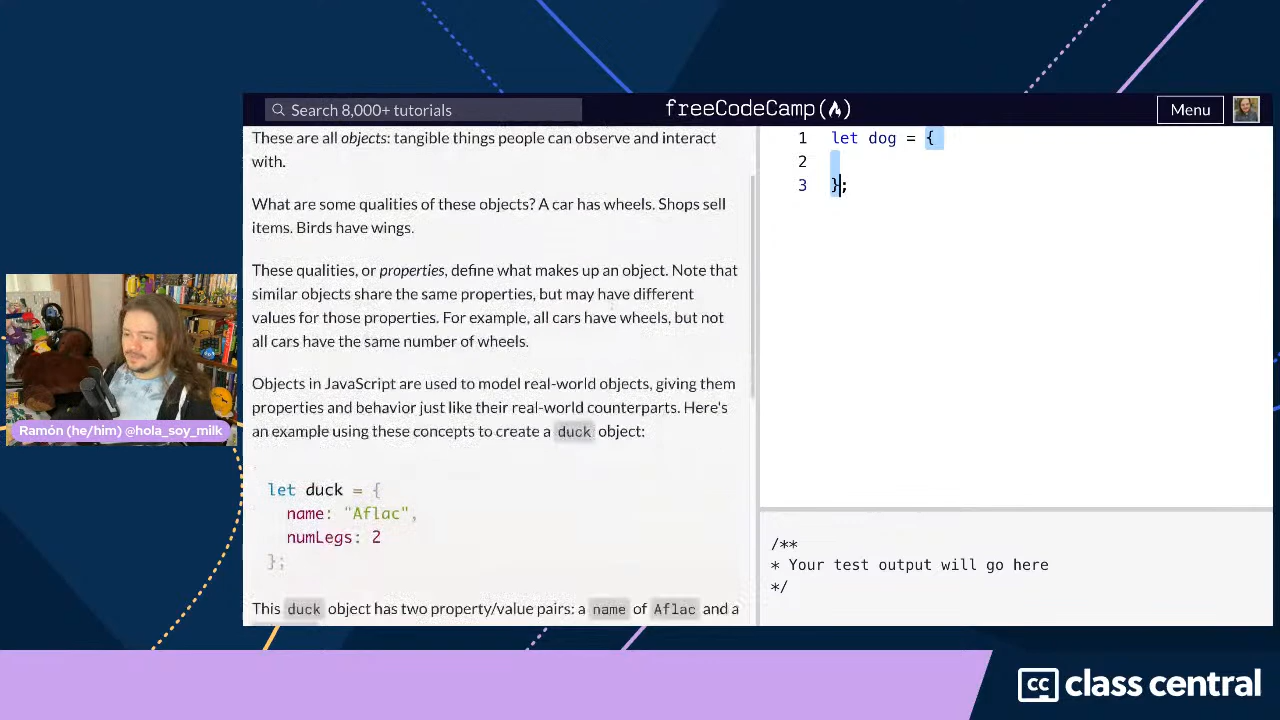 Search 8,000+ tutorials
freeCodeCamp
Menu
These are all objects: tangible things people can observe and interact
with.
What are some qualities of these objects? A car has wheels. Shops sell
items. Birds have wings.
These qualities, or properties, define what makes up an object. Note that
similar objects share the same properties, but may have different
values for those properties. For example, all cars have wheels, but not
all cars have the same number of wheels.
Objects in JavaScript are used to model real-world objects, giving them
properties and behavior just like their real-world counterparts. Here's
an example using these concepts to create a duck object:
let duck = {
name: "Aflac",
numLegs: 2
};
This duck object has two property/value pairs: a name of Aflac and a
1 let dog = {
2
3 };
/**
* Your test output will go here
*/
Ramón (he/him) @hola_soy_milk
cc class central